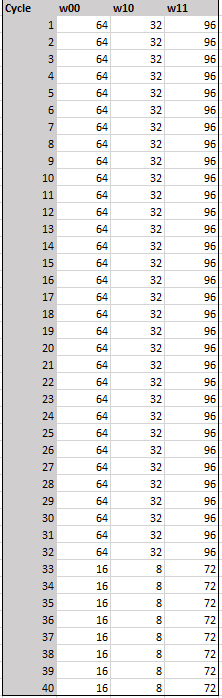 Cycle w00 w10 w11
1 64 32 96
2 64 32 96
3 64 32 96
4 64 32 96
5 64 32 96
6 64 32 96
7 64 32 96
8 64 32 96
9 64 32 96
10 64 32 96
11 64 32 96
12 64 32 96
13 64 32 96
14 64 32 96
15 64 32 96
16 64 32 96
17 64 32 96
18 64 32 96
19 64 32 96
20 64 32 96
21 64 32 96
22 64 32 96
23 64 32 96
24 64 32 96
25 64 32 96
26 64 32 96
27 64 32 96
28 64 32 96
29 64 32 96
30 64 32 96
31 64 32 96
32 64 32 96
33 16 8 72
34 16 8 72
35 16 8 72
36 16 8 72
37 16 8 72
38 16 8 72
39 16 8 72
40 16 8 72